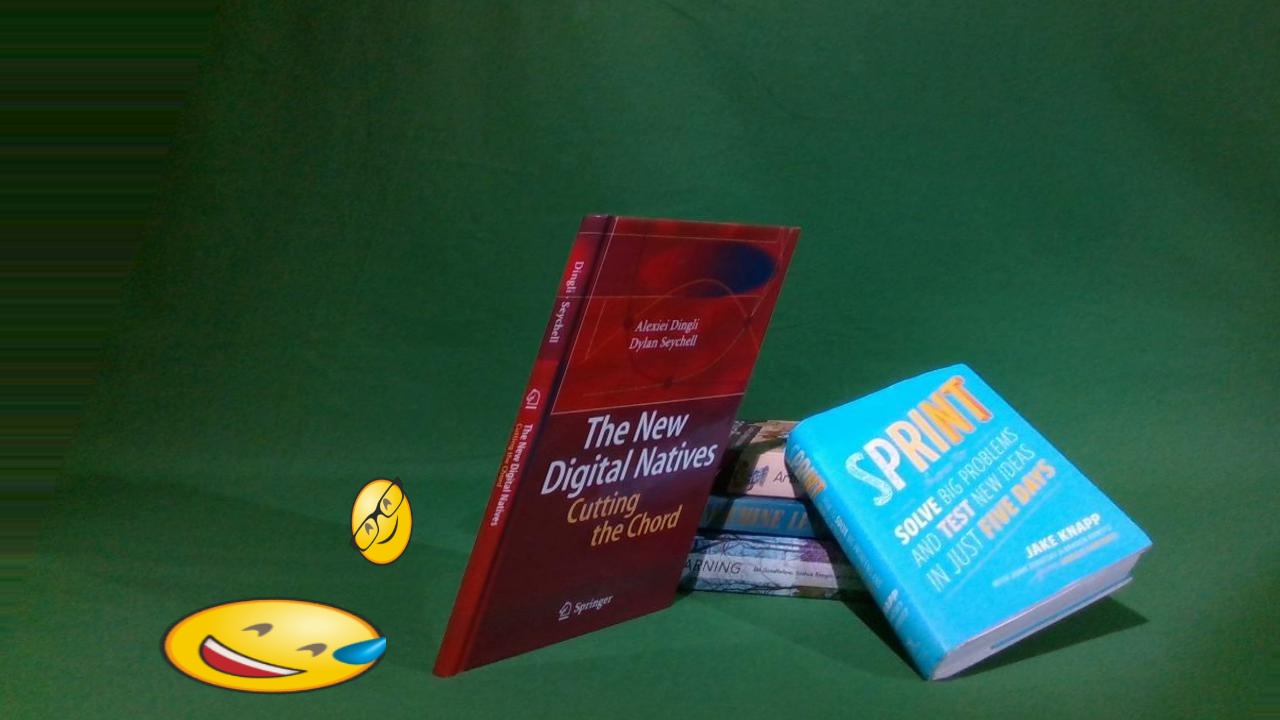 Dingli · Seychell
The New Digital Natives
Cutting the Chord
Alexiei Dingli
Dylan Seychell
The New
Digital Natives
Cutting
the Chord
Springer
SPRINT
SPRINT
SOLVE BIG PROBLEMS
AND TEST NEW IDEAS
IN JUST FIVE DAYS
JAKE KNAPP